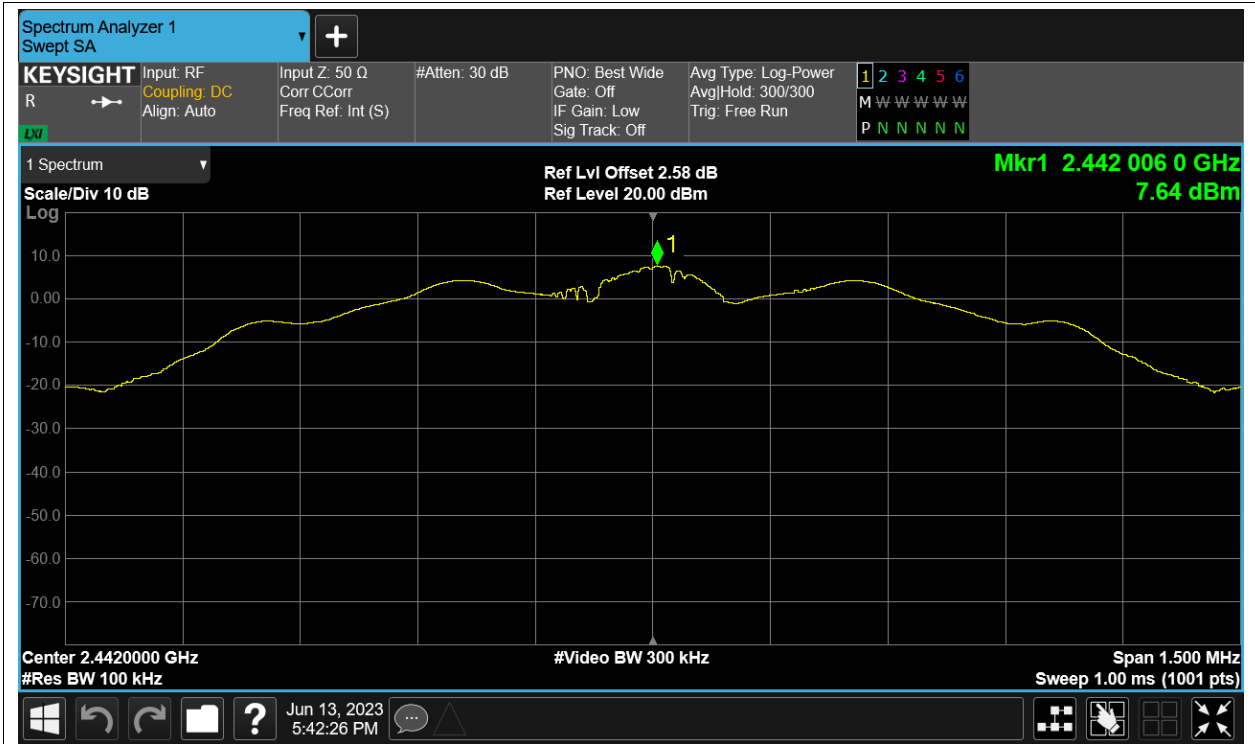 Spectrum Analyzer 1
Swept SA
KEYSIGHT
R
LXI
Input: RF
Coupling: DC
Align: Auto
Input Z: 50 Ω
Corr CCorr
Freq Ref: Int (S)
#Atten: 30 dB
PNO: Best Wide
Gate: Off
IF Gain: Low
Sig Track: Off
Avg Type: Log-Power
Avg|Hold: 300/300
Trig: Free Run
1 2 3 4 5 6
M W W W W W
P N N N N N
1 Spectrum
Scale/Div 10 dB
Log
Ref Lvl Offset 2.58 dB
Ref Level 20.00 dBm
Mkr1 2.442 006 0 GHz
7.64 dBm
1
10.0
0.00
-10.0
-20.0
-30.0
-40.0
-50.0
-60.0
-70.0
Center 2.4420000 GHz
#Video BW 300 kHz
Span 1.500 MHz
#Res BW 100 kHz
Sweep 1.00 ms (1001 pts)
?
Jun 13, 2023
5:42:26 PM